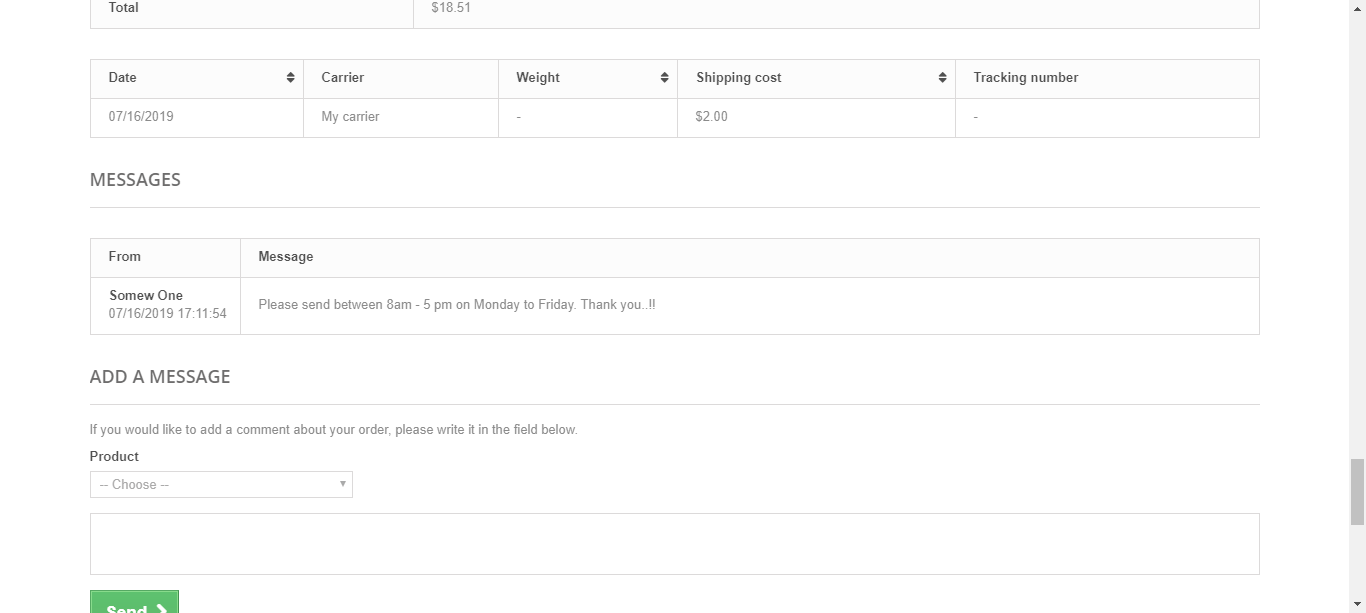 Total $18.51
Date Carrier Weight Shipping cost Tracking number
07/16/2019 My carrier - $2.00 -
MESSAGES
From Message
Somew One
07/16/2019 17:11:54
Please send between 8am - 5 pm on Monday to Friday. Thank you..!!
ADD A MESSAGE
If you would like to add a comment about your order, please write it in the field below.
Product
-- Choose --
Send